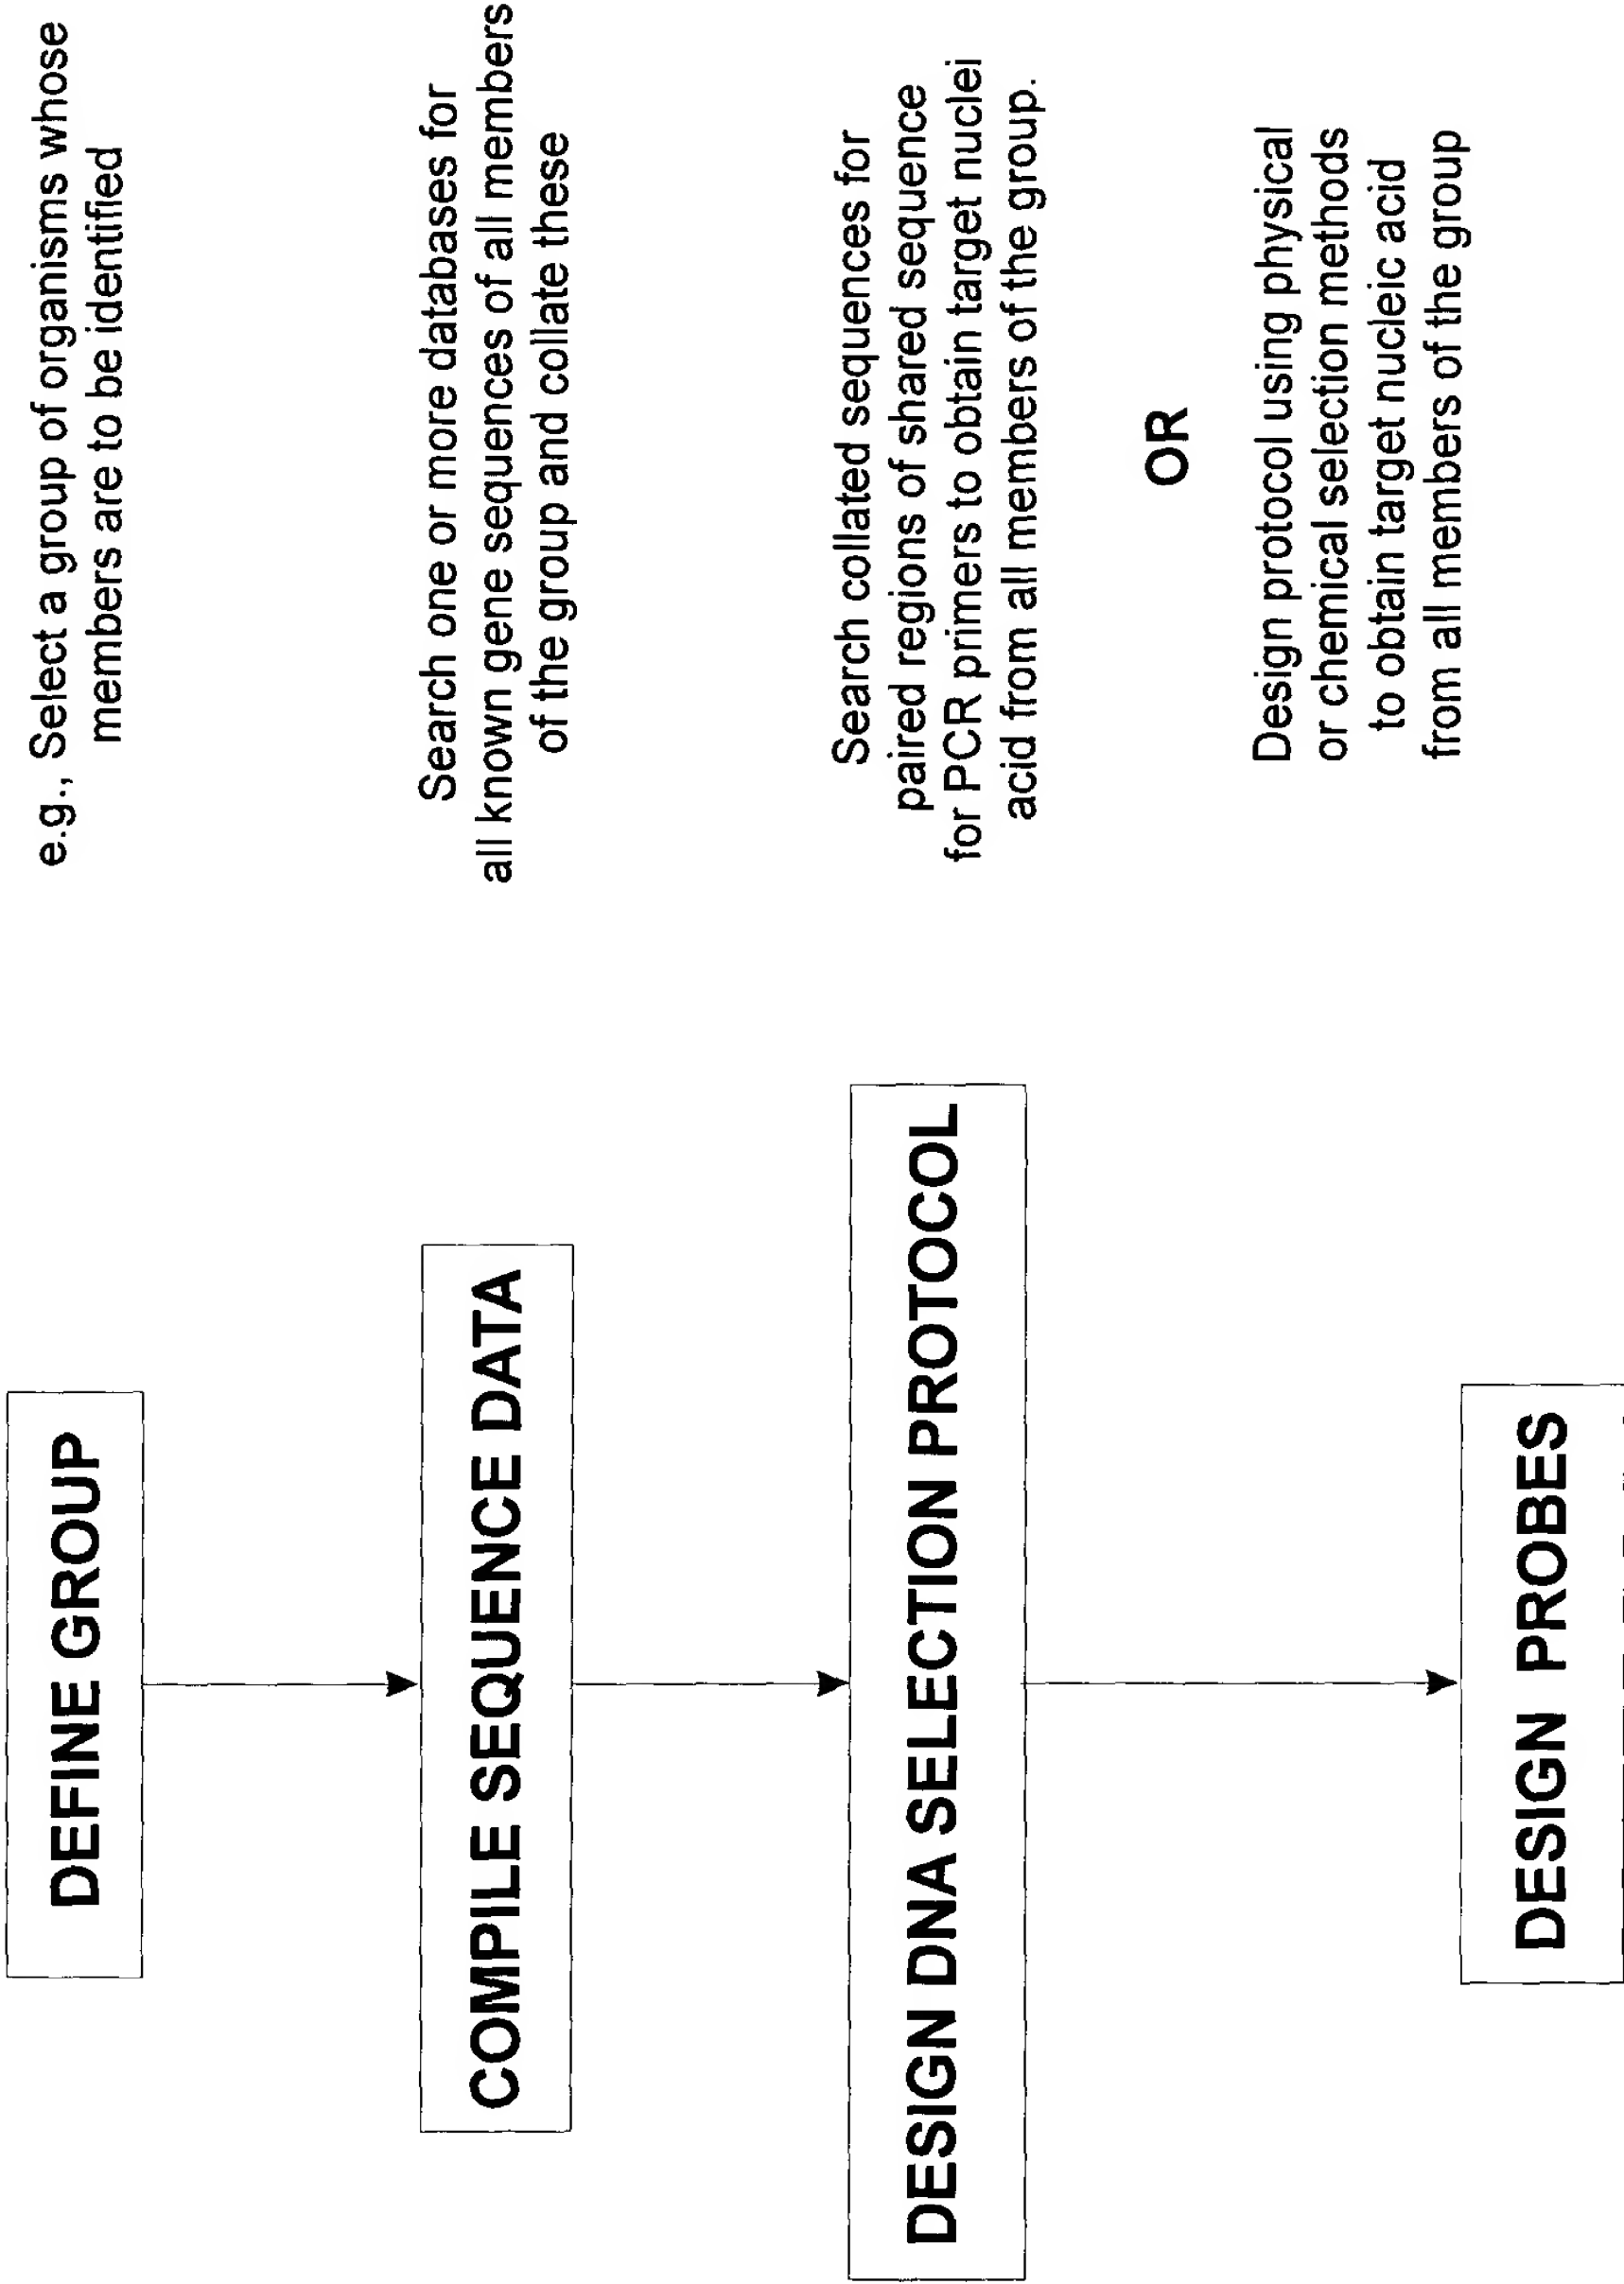 DEFINE GROUP
e.g., Select a group of organisms whose
members are to be identified
COMPILE SEQUENCE DATA
Search one or more databases for
all known gene sequences of all members
of the group and collate these
DESIGN DNA SELECTION PROTOCOL
Search collated sequences for
paired regions of shared sequence
for PCR primers to obtain target nuclei
acid from all members of the group.
OR
Design protocol using physical
or chemical selection methods
to obtain target nucleic acid
from all members of the group
DESIGN PROBES